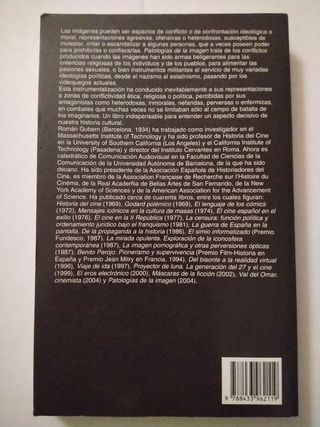 Las imágenes pueden ser espacios de conflicto o de confrontación ideológica o
moral, representaciones agresivas, ofensivas o heterodoxas, susceptibles de
molestar, irritar o escandalizar a algunas personas, que a veces poseen poder
para prohibirlas o confiscarlas. Patologías de la imagen trata de los conflictos
producidos cuando las imágenes han sido armas beligerantes para las
creencias religiosas de los individuos y de los pueblos, para alimentar las
pasiones sexuales, o bien instrumentos militantes al servicio de muy variadas
ideologías políticas, desde el nazismo al estalinismo, pasando por los
videojuegos actuales.
Esta instrumentalización ha conducido inevitablemente a sus representaciones
a zonas de conflictividad ética, religiosa o política, percibidas por sus
antagonistas como heterodoxas, inmorales, nefandas, perversas o enfermizas,
en combates que muchas veces no se limitaban sólo al campo de batalla de
los imaginarios. Un libro indispensable para entender un aspecto decisivo de
nuestra historia cultural.
Román Gubern (Barcelona, 1934) ha trabajado como investigador en el
Massachusetts Institute of Technology y ha sido profesor de Historia del Cine
en la University of Southern California (Los Angeles) y el California Institute of
Technology (Pasadena) y director del Instituto Cervantes en Roma. Ahora es
catedrático de Comunicación Audiovisual en la Facultad de Ciencias de la
Comunicación de la Universidad Autónoma de Barcelona, de la que ha sido
decano. Ha sido presidente de la Asociación Española de Historiadores del
Cine, es miembro de la Association Française de Recherche sur l'Histoire du
Cinéma, de la Real Academia de Bellas Artes de San Fernando, de la New
York Academy of Sciences y de la American Association for the Advancement
of Science. Ha publicado cerca de cuarenta libros, entre los cuales figuran:
Historia del cine (1969), Godard polémico (1969), El lenguaje de los cómics
(1972), Mensajes icónicos en la cultura de masas (1974), El cine español en el
exilio (1976), El cine en la II República (1977), La censura: función política y
ordenamiento jurídico bajo el franquismo (1981), La guerra de España en la
pantalla. De la propaganda a la historia (1986), El simio informatizado (Premio
Fundesco, 1987), La mirada opulenta. Exploración de la iconosfera
contemporánea (1987), La imagen pornográfica y otras perversiones ópticas
(1987), Benito Perojo: Pionerismo y supervivencia (Premio Film-Historia en
España y Premio Jean Mitry en Francia, 1994), Del bisonte a la realidad virtual
(1996), Viaje de ida (1997), Proyector de luna. La generación del 27 y el cine
(1999), El eros electrónico (2000), Máscaras de la ficción (2002), Val del Omar,
cinemista (2004) y Patologías de la imagen (2004).
9 788433 962119